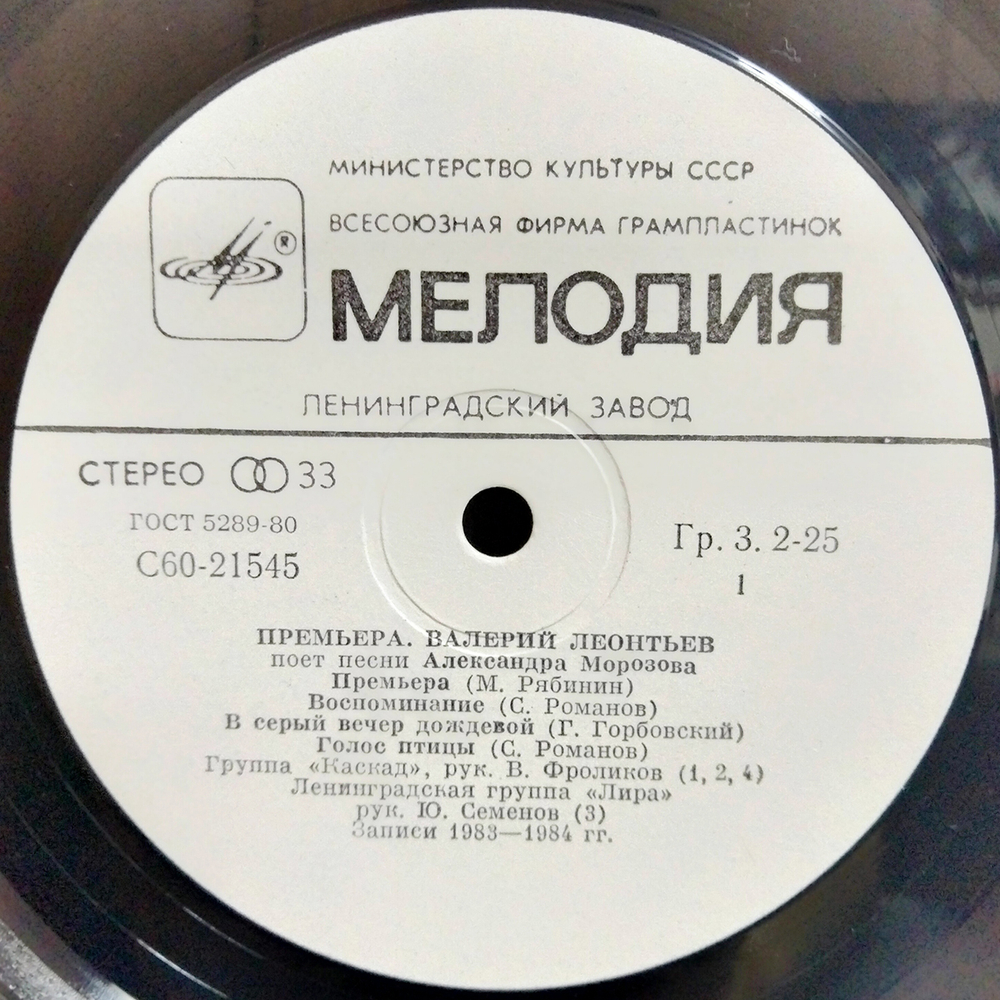 МИНИСТЕРСТВО КУЛЬТУРЫ СССР
ВСЕСОЮЗНАЯ ФИРМА ГРАМПЛАСТИНОК
®
МЕЛОДИЯ
ЛЕНИНГРАДСКИЙ ЗАВОД
СТЕРЕО 33
ГОСТ 5289-80
Гр. 3. 2-25
С60-21545
1
ПРЕМЬЕРА. ВАЛЕРИЙ ЛЕОНТЬЕВ
поет песни Александра Морозова
Премьера (М. Рябинин)
Воспоминание (С. Романов)
В серый вечер дождевой (Г. Горбовский)
Голос птицы (С. Романов)
Группа «Каскад», рук. В. Фроликов (1, 2, 4)
Ленинградская группа «Лира»
рук. Ю. Семенов (3)
Записи 1983—1984 гг.